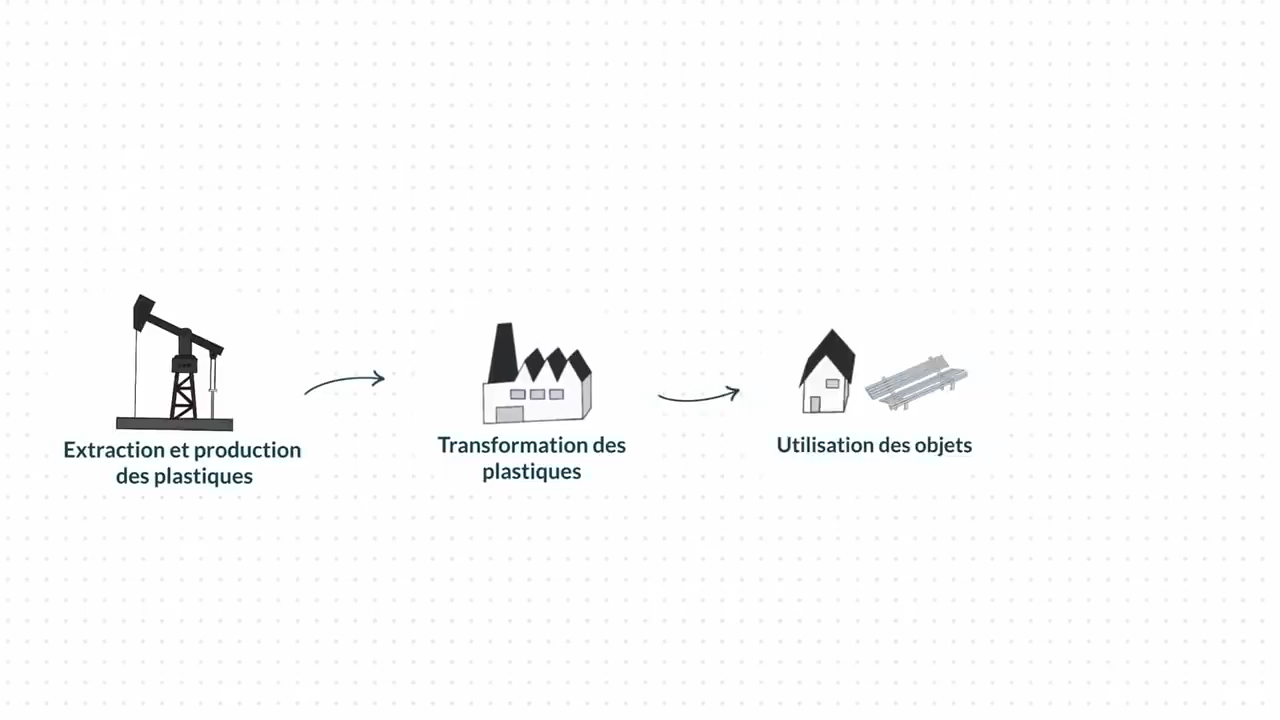 Extraction et production
des plastiques
Transformation des
plastiques
Utilisation des objets